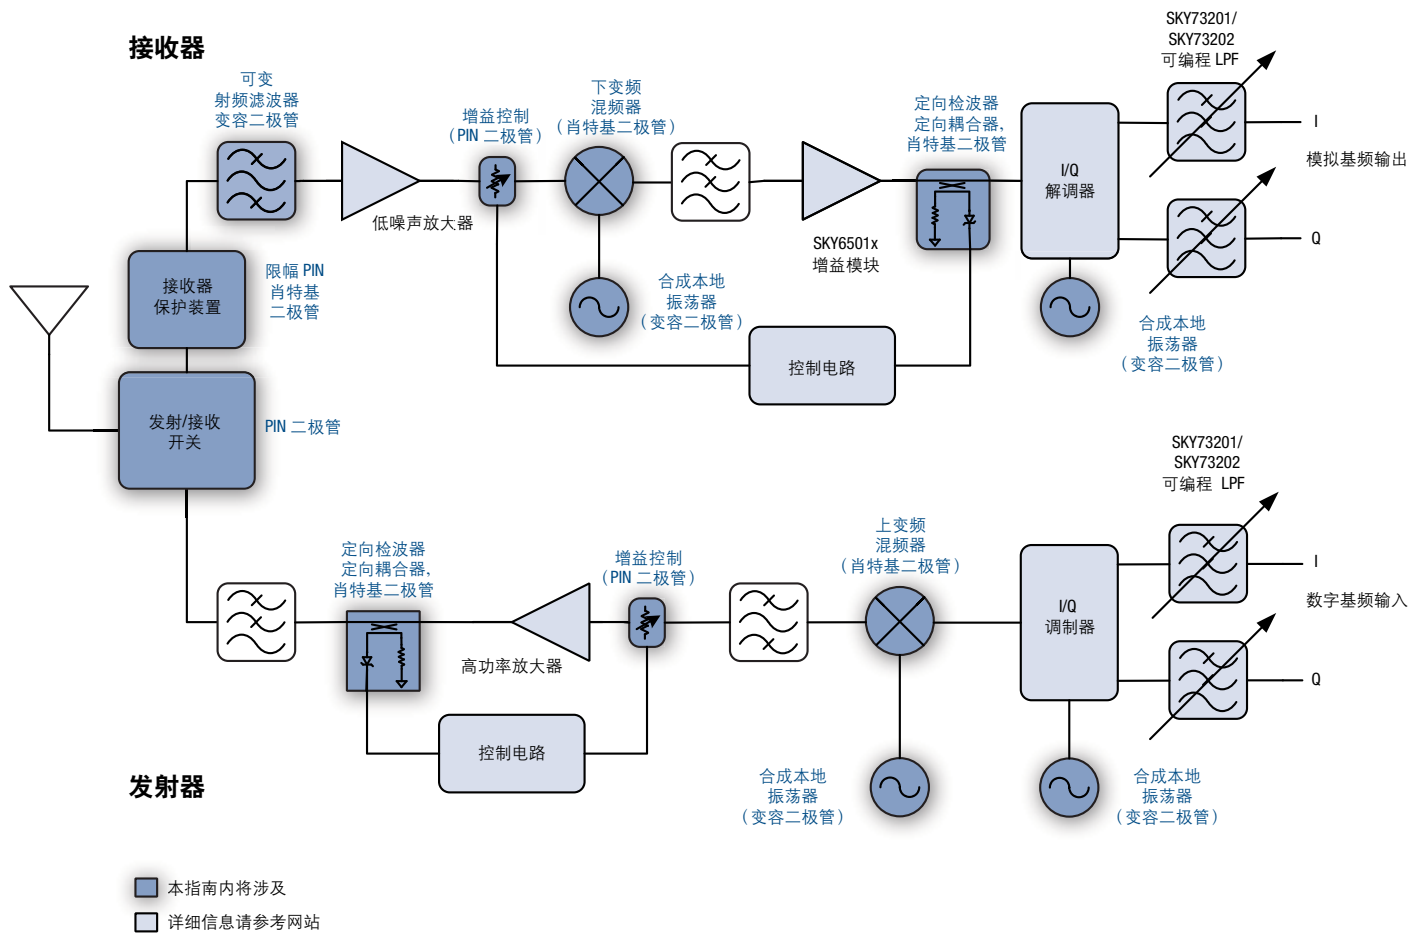 接收器
SKY73201/
SKY73202
可编程 LPF
可变
射频滤波器
变容二极管
增益控制
（PIN 二极管）
下变频
混频器
（肖特基二极管）
定向检波器
定向耦合器,
肖特基二极管
I/Q
解调器
I
模拟基频输出
Q
低噪声放大器
SKY6501x
增益模块
接收器
保护装置
限幅 PIN
肖特基
二极管
合成本地
振荡器
（变容二极管）
合成本地
振荡器
（变容二极管）
控制电路
发射/接收
开关
PIN 二极管
SKY73201/
SKY73202
可编程 LPF
定向检波器
定向耦合器,
肖特基二极管
增益控制
（PIN 二极管）
上变频
混频器
（肖特基二极管）
I/Q
调制器
I
数字基频输入
Q
高功率放大器
控制电路
合成本地
振荡器
（变容二极管）
合成本地
振荡器
（变容二极管）
发射器
本指南内将涉及
详细信息请参考网站